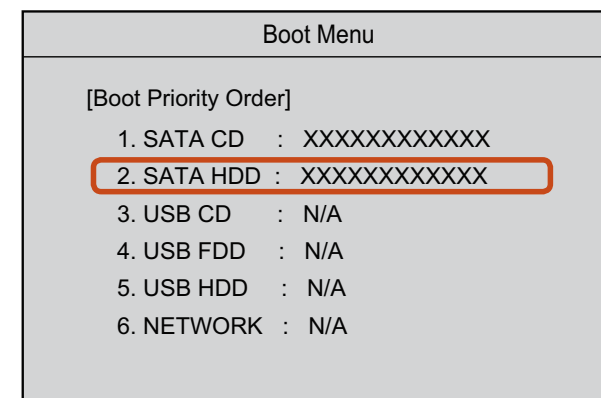 Boot Menu
[Boot Priority Order]
1. SATA CD : XXXXXXXXXXXX
2. SATA HDD : XXXXXXXXXXXX
3. USB CD : N/A
4. USB FDD : N/A
5. USB HDD : N/A
6. NETWORK : N/A